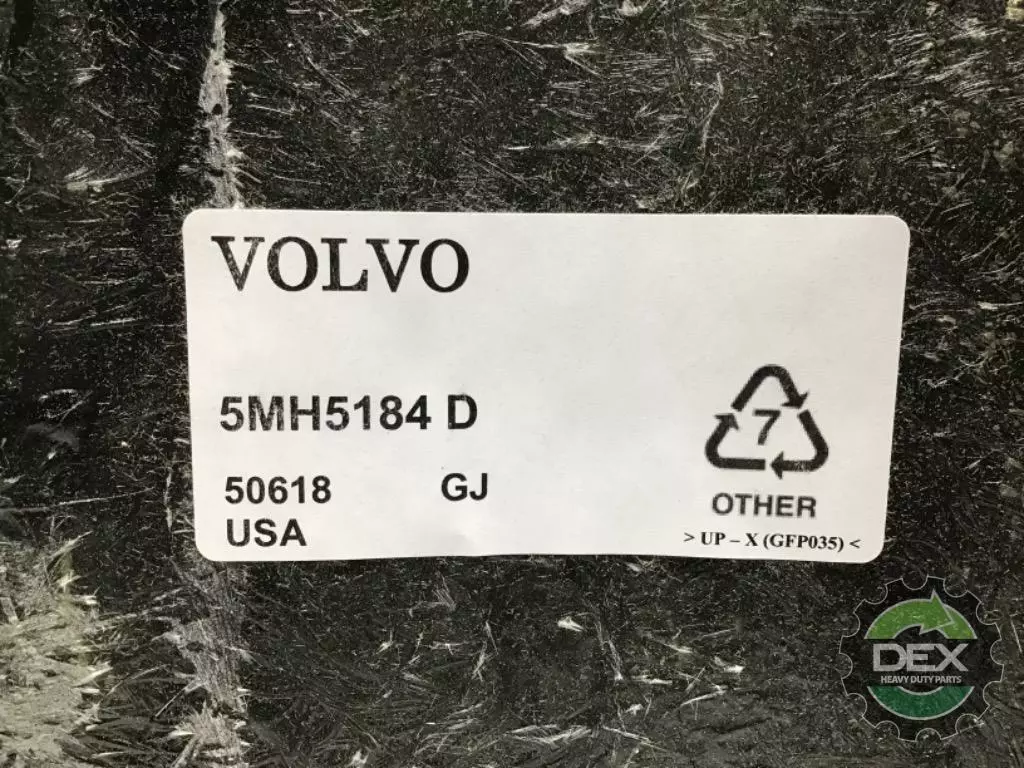 VOLVO
5MH5184 D
50618 GJ
USA
7
OTHER
> UP – X (GFP035) <
DEX
HEAVY DUTY PARTS